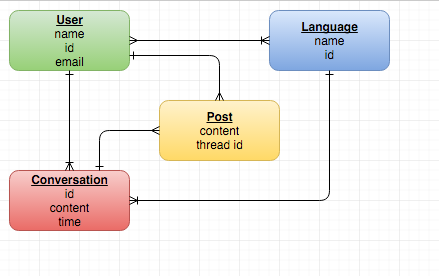 User
name
id
email
Language
name
id
Post
content
thread id
Conversation
id
content
time